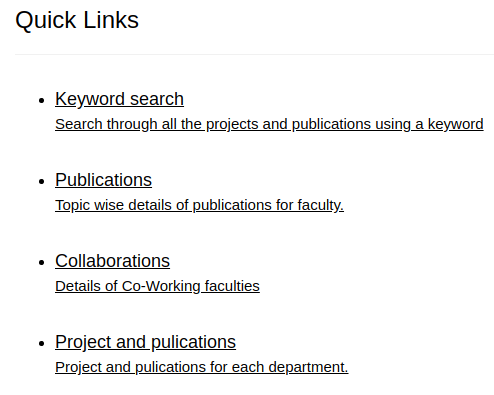 Quick Links
Keyword search
Search through all the projects and publications using a keyword
Publications
Topic wise details of publications for faculty.
Collaborations
Details of Co-Working faculties
Project and pulications
Project and pulications for each department.